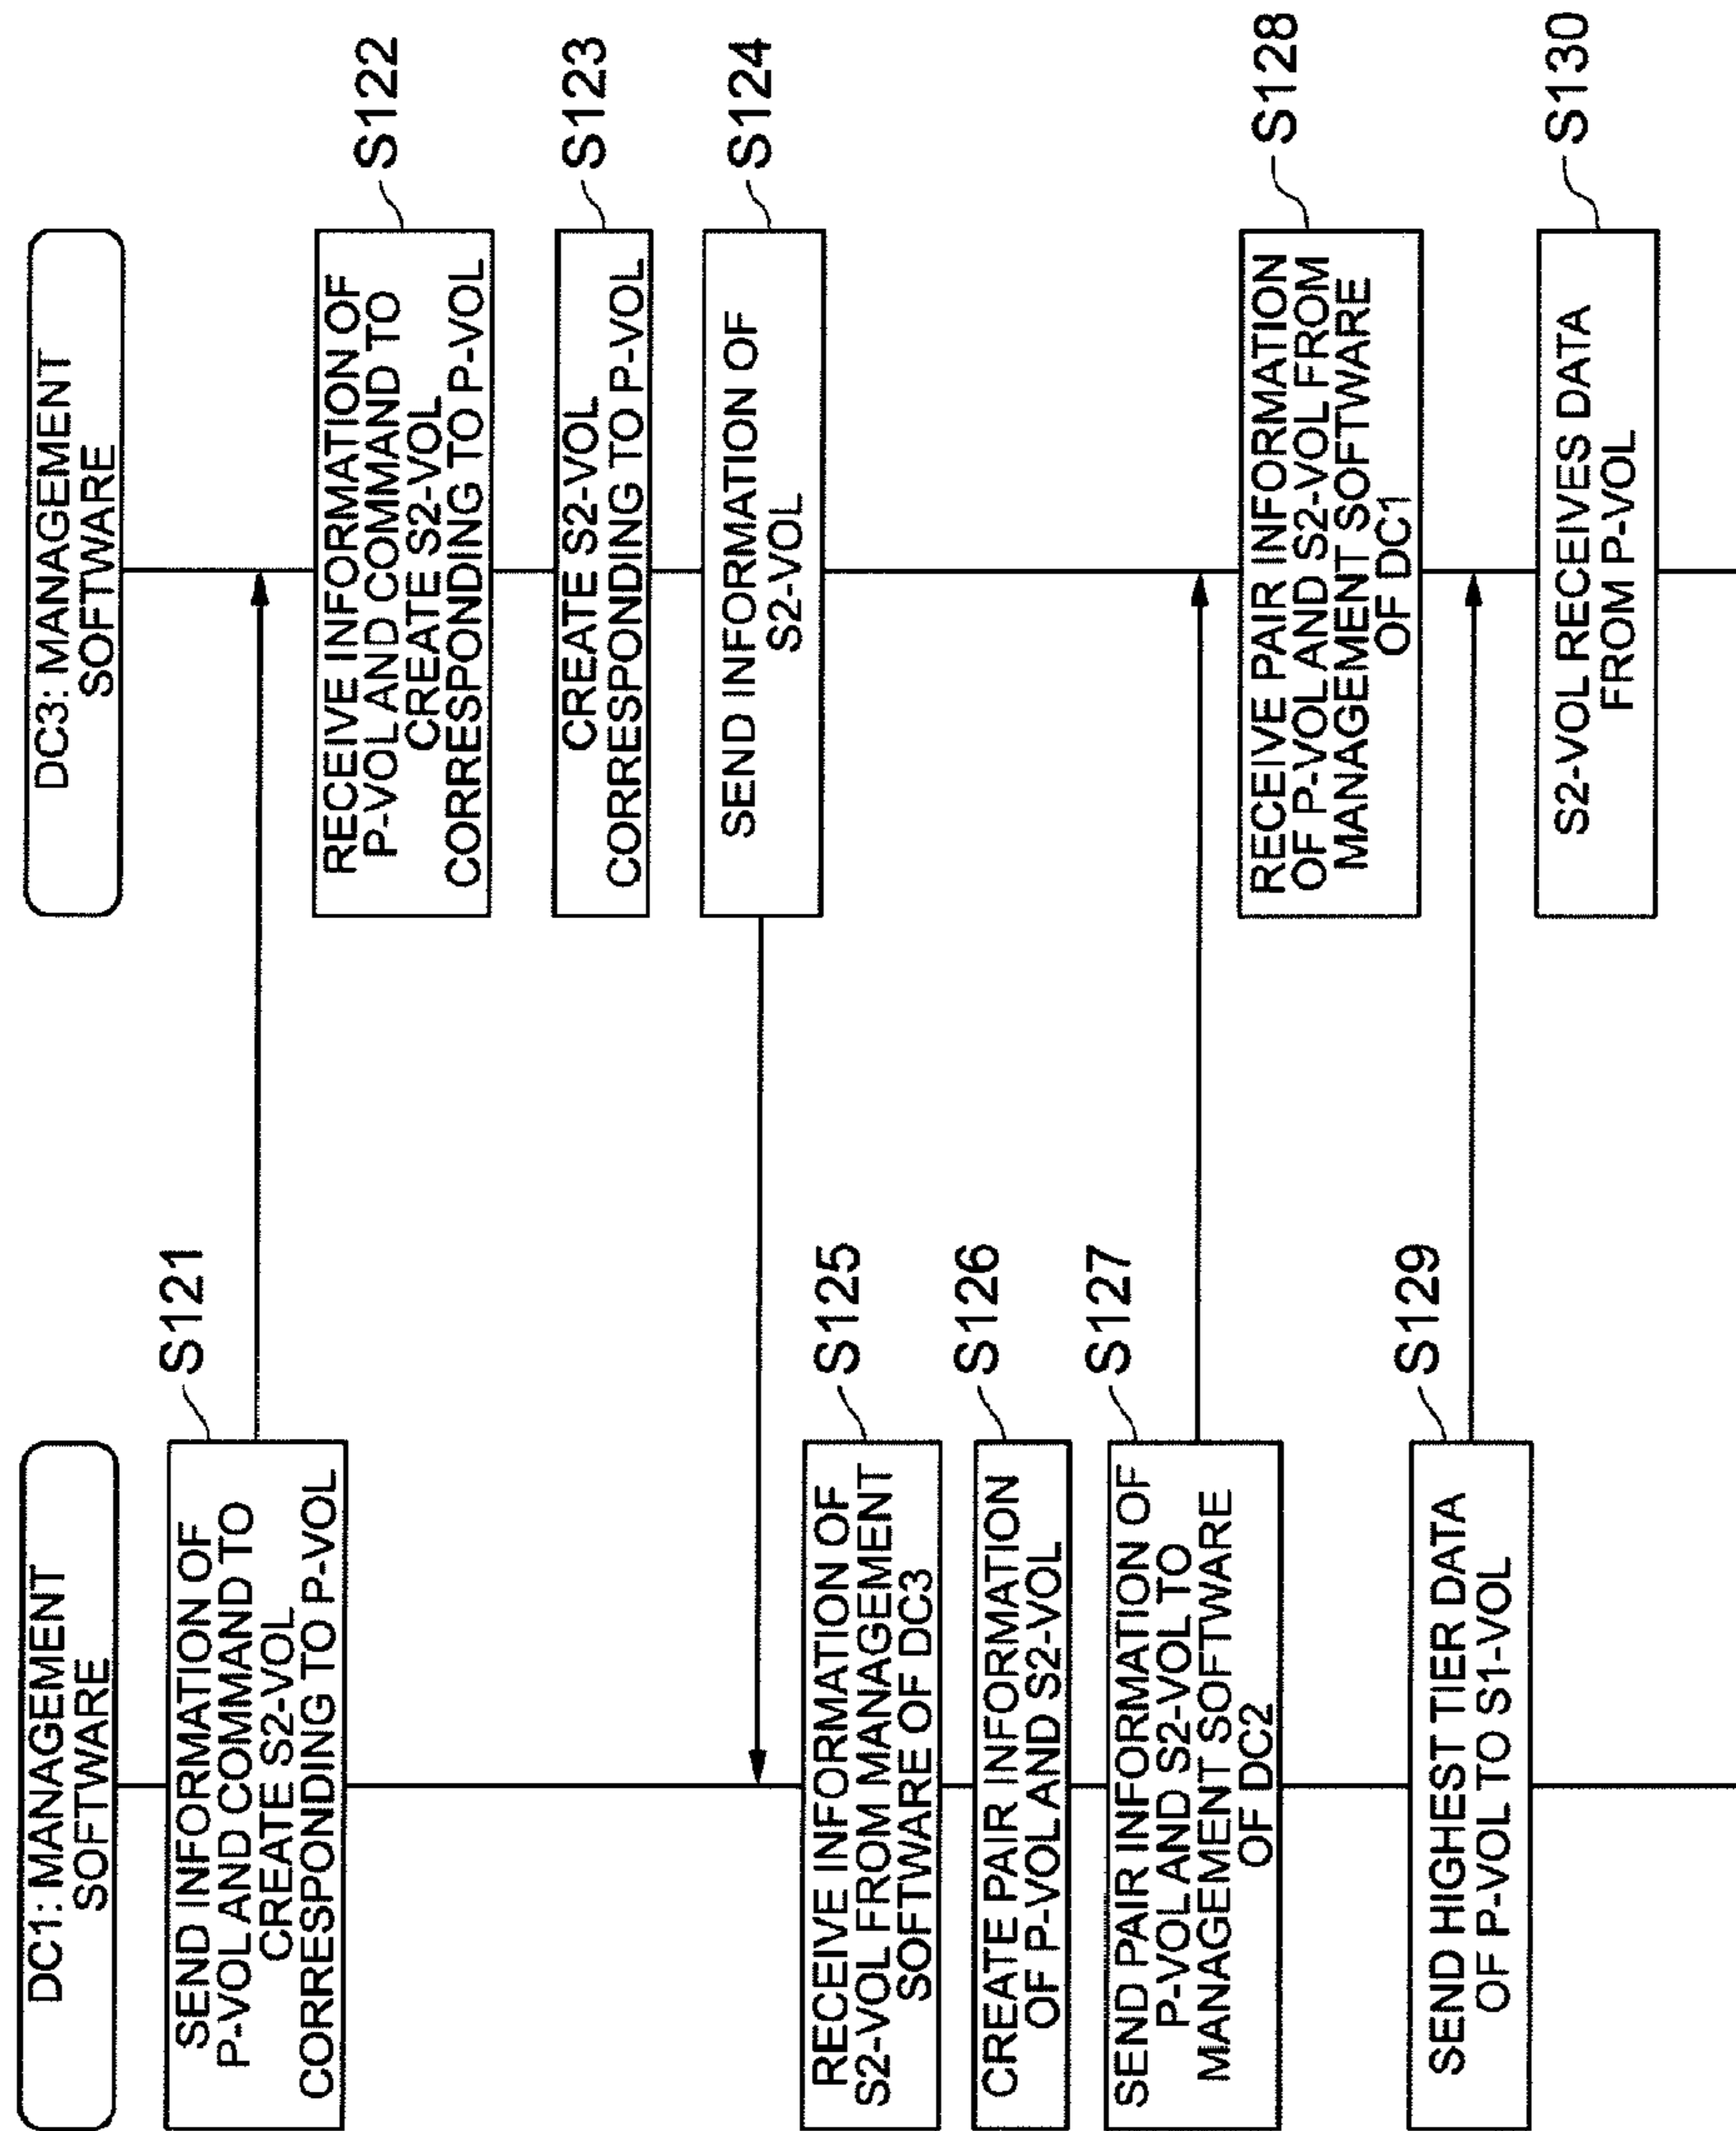 DC1: MANAGEMENT
SOFTWARE
SEND INFORMATION OF
P-VOL AND COMMAND TO
CREATE S2-VOL
CORRESPONDING TO P-VOL
S121
RECEIVE INFORMATION OF
S2-VOL FROM MANAGEMENT
SOFTWARE OF DC3
S125
CREATE PAIR INFORMATION
OF P-VOL AND S2-VOL
S126
SEND PAIR INFORMATION OF
P-VOL AND S2-VOL TO
MANAGEMENT SOFTWARE
OF DC2
S127
SEND HIGHEST TIER DATA
OF P-VOL TO S1-VOL
S129
DC3: MANAGEMENT
SOFTWARE
RECEIVE INFORMATION OF
P-VOL AND COMMAND TO
CREATE S2-VOL
CORRESPONDING TO P-VOL
S122
CREATE S2-VOL
CORRESPONDING TO P-VOL
S123
SEND INFORMATION OF
S2-VOL
S124
RECEIVE PAIR INFORMATION
OF P-VOL AND S2-VOL FROM
MANAGEMENT SOFTWARE
OF DC1
S128
S2-VOL RECEIVES DATA
FROM P-VOL
S130